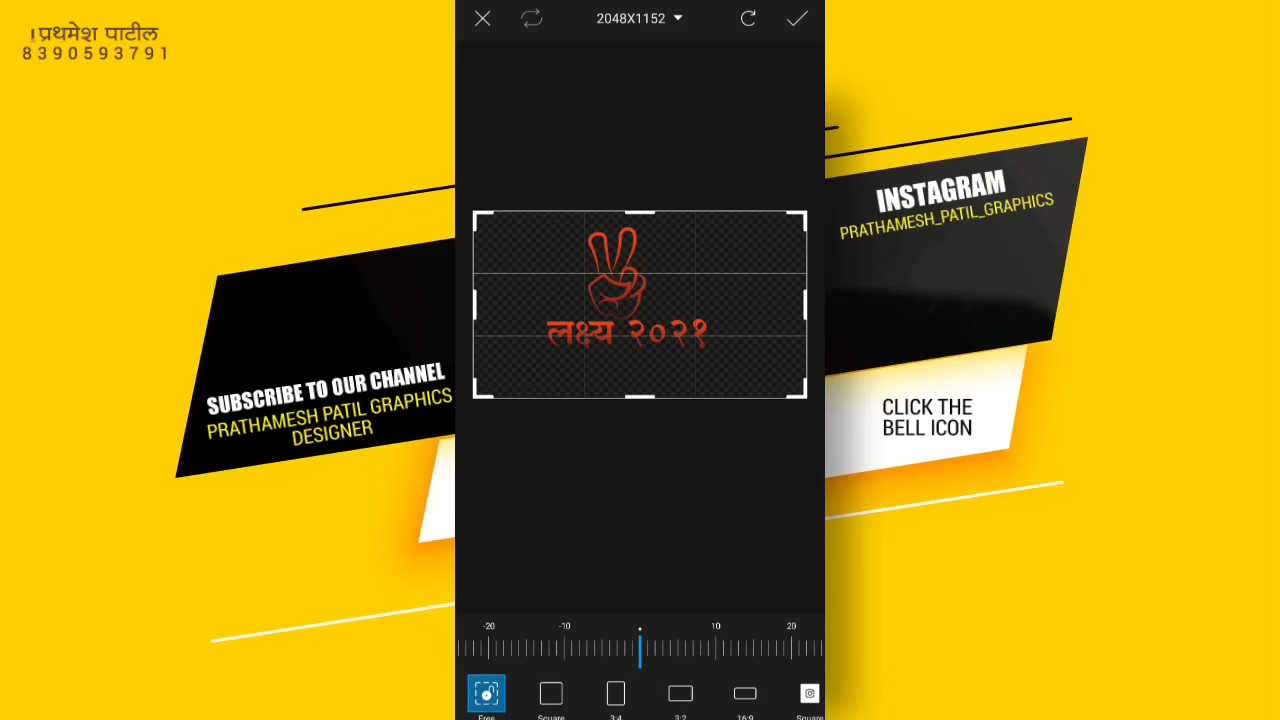 ।प्रथमेश पाटील
8390593791
2048X1152
INSTAGRAM
PRATHAMESH_PATIL_GRAPHICS
लक्ष्य २०२१
SUBSCRIBE TO OUR CHANNEL
PRATHAMESH PATIL GRAPHICS
DESIGNER
CLICK THE
BELL ICON
-20 -10 10 20
Free Square 3:4 3:2 16:9 Square